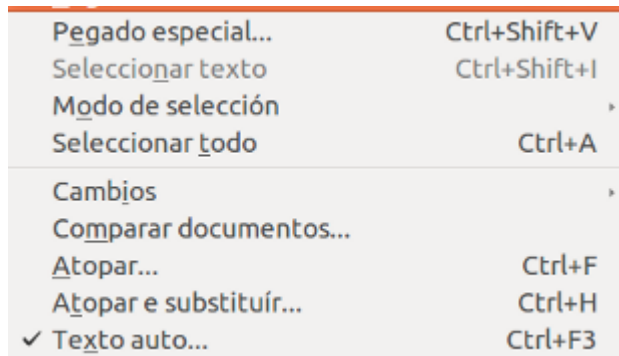 Pegado especial... Ctrl+Shift+V
Seleccionar texto Ctrl+Shift+I
Modo de selección
Seleccionar todo Ctrl+A
Cambios
Comparar documentos...
Atopar... Ctrl+F
Atopar e substituír... Ctrl+H
✓ Texto auto... Ctrl+F3